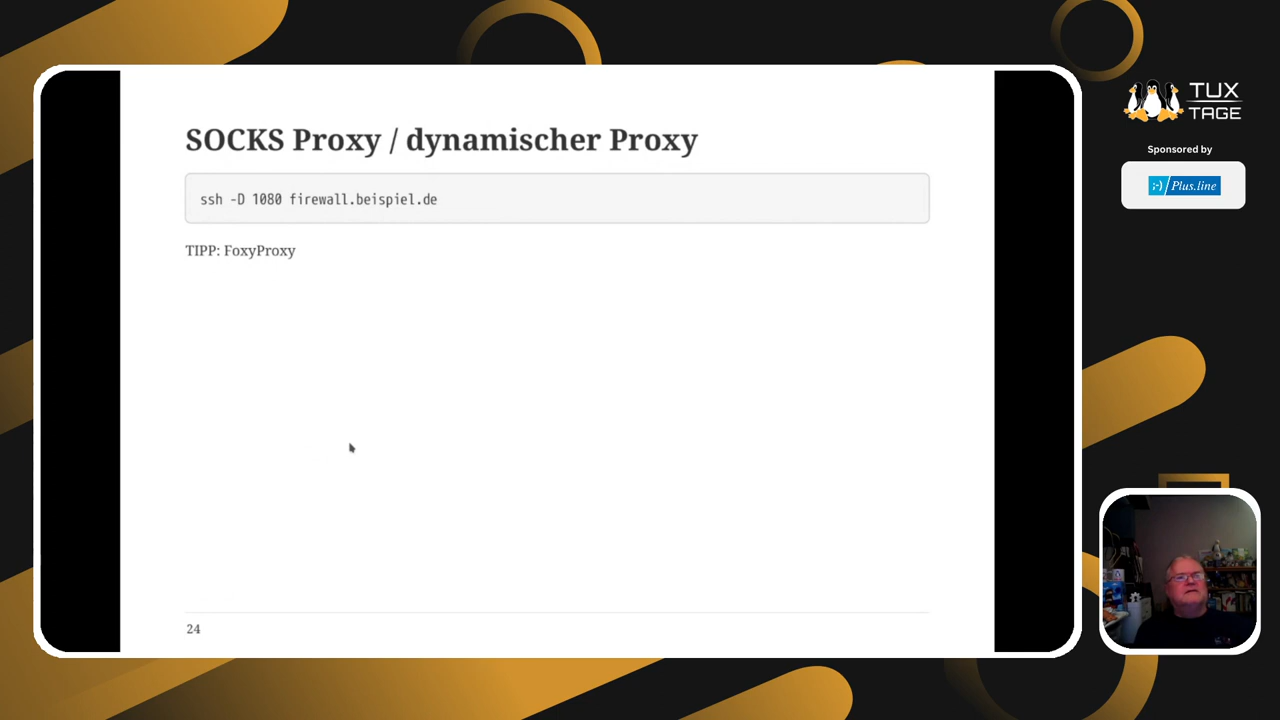 SOCKS Proxy / dynamischer Proxy
ssh -D 1080 firewall.beispiel.de
TIPP: FoxyProxy
24
TUX
TAGE
Sponsored by
:-) Plus.line